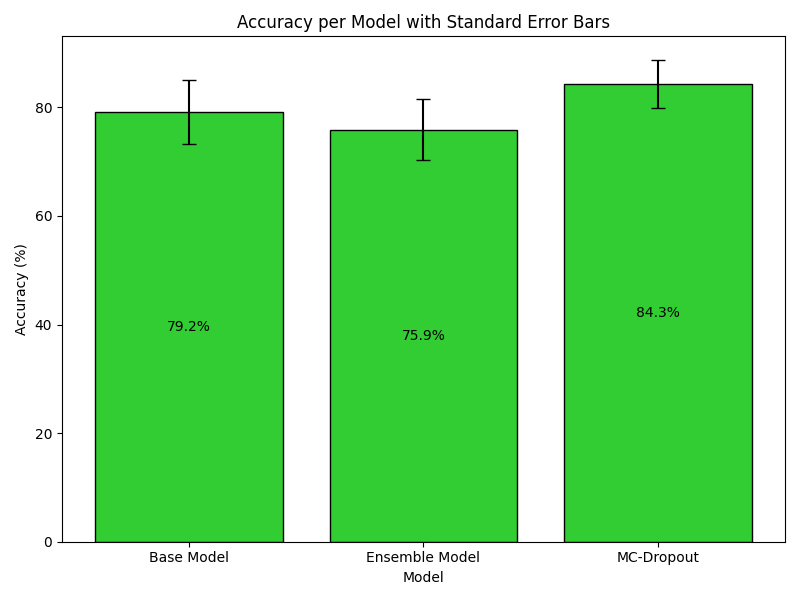 Accuracy per Model with Standard Error Bars
Accuracy (%)
80
60
40
20
0
79.2%
75.9%
84.3%
Base Model
Ensemble Model
MC-Dropout
Model